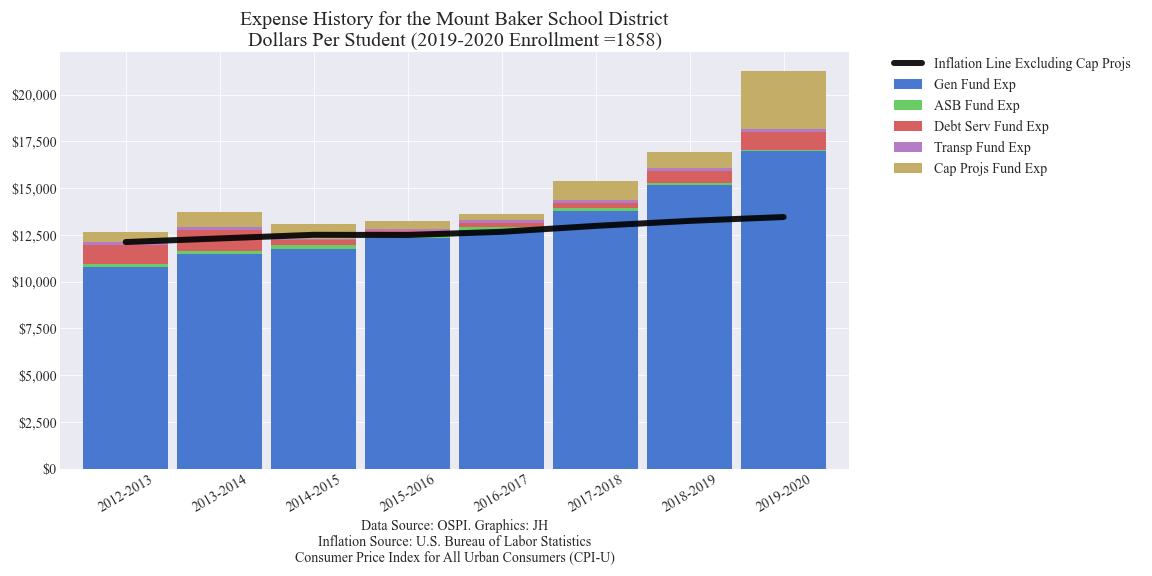 Expense History for the Mount Baker School District
Dollars Per Student (2019-2020 Enrollment =1858)
Inflation Line Excluding Cap Projs
Gen Fund Exp
ASB Fund Exp
Debt Serv Fund Exp
Transp Fund Exp
Cap Projs Fund Exp
$20,000
$17,500
$15,000
$12,500
$10,000
$7,500
$5,000
$2,500
$0
2012-2013
2013-2014
2014-2015
2015-2016
2016-2017
2017-2018
2018-2019
2019-2020
Data Source: OSPI. Graphics: JH
Inflation Source: U.S. Bureau of Labor Statistics
Consumer Price Index for All Urban Consumers (CPI-U)